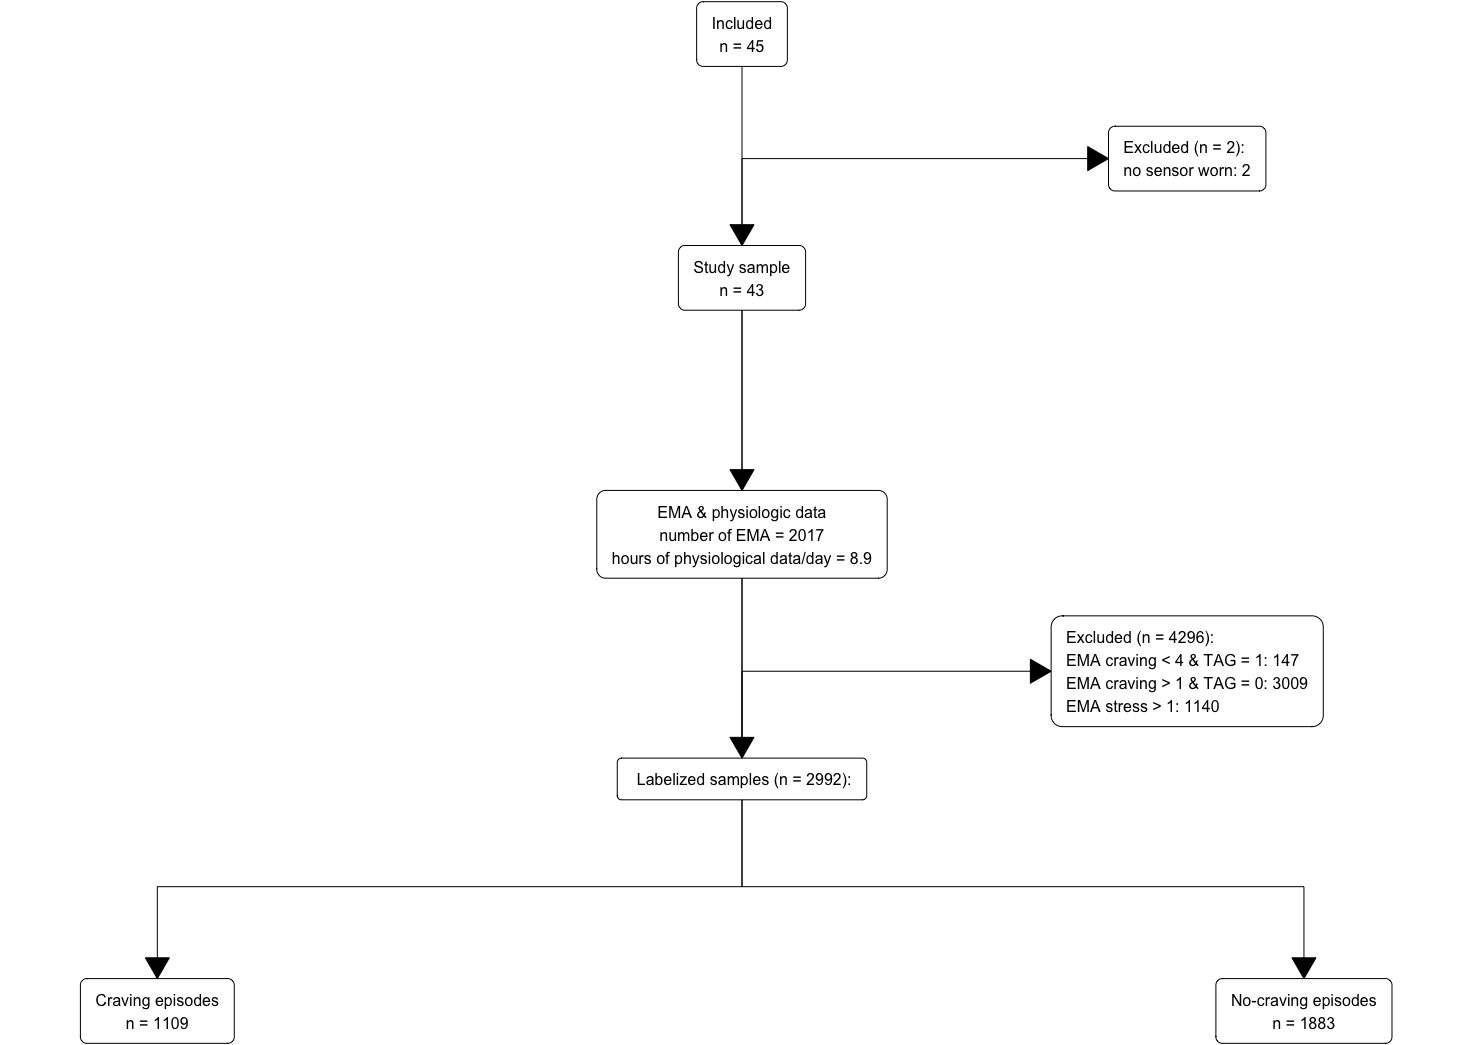 Included
n = 45
Excluded (n = 2):
no sensor worn: 2
Study sample
n = 43
EMA & physiologic data
number of EMA = 2017
hours of physiological data/day = 8.9
Excluded (n = 4296):
EMA craving < 4 & TAG = 1: 147
EMA craving > 1 & TAG = 0: 3009
EMA stress > 1: 1140
Labelized samples (n = 2992):
Craving episodes
n = 1109
No-craving episodes
n = 1883